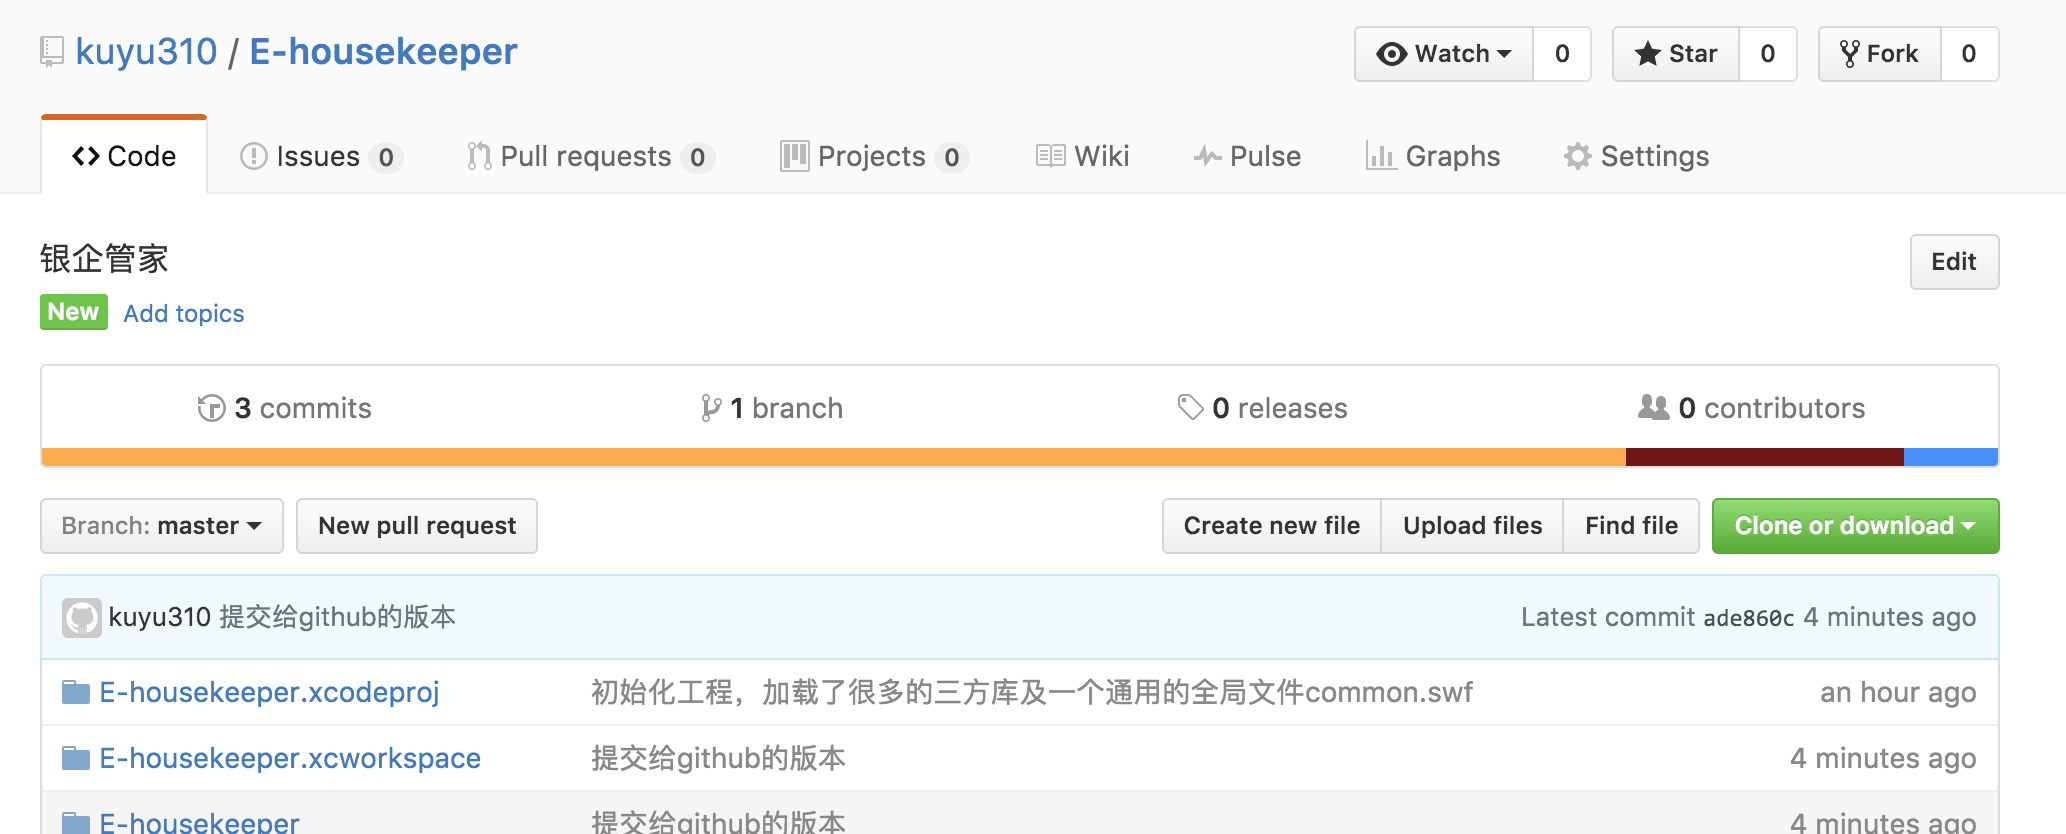 kuyu310 / E-housekeeper Watch 0 Star 0 Fork 0
Code Issues 0 Pull requests 0 Projects 0 Wiki Pulse Graphs Settings
银企管家 Edit
New Add topics
3 commits 1 branch 0 releases 0 contributors
Branch: master New pull request Create new file Upload files Find file Clone or download
kuyu310 提交给github的版本 Latest commit ade860c 4 minutes ago
E-housekeeper.xcodeproj 初始化工程，加载了很多的三方库及一个通用的全局文件common.swf an hour ago
E-housekeeper.xcworkspace 提交给github的版本 4 minutes ago
E-housekeeper 提交给github的版本 4 minutes ago